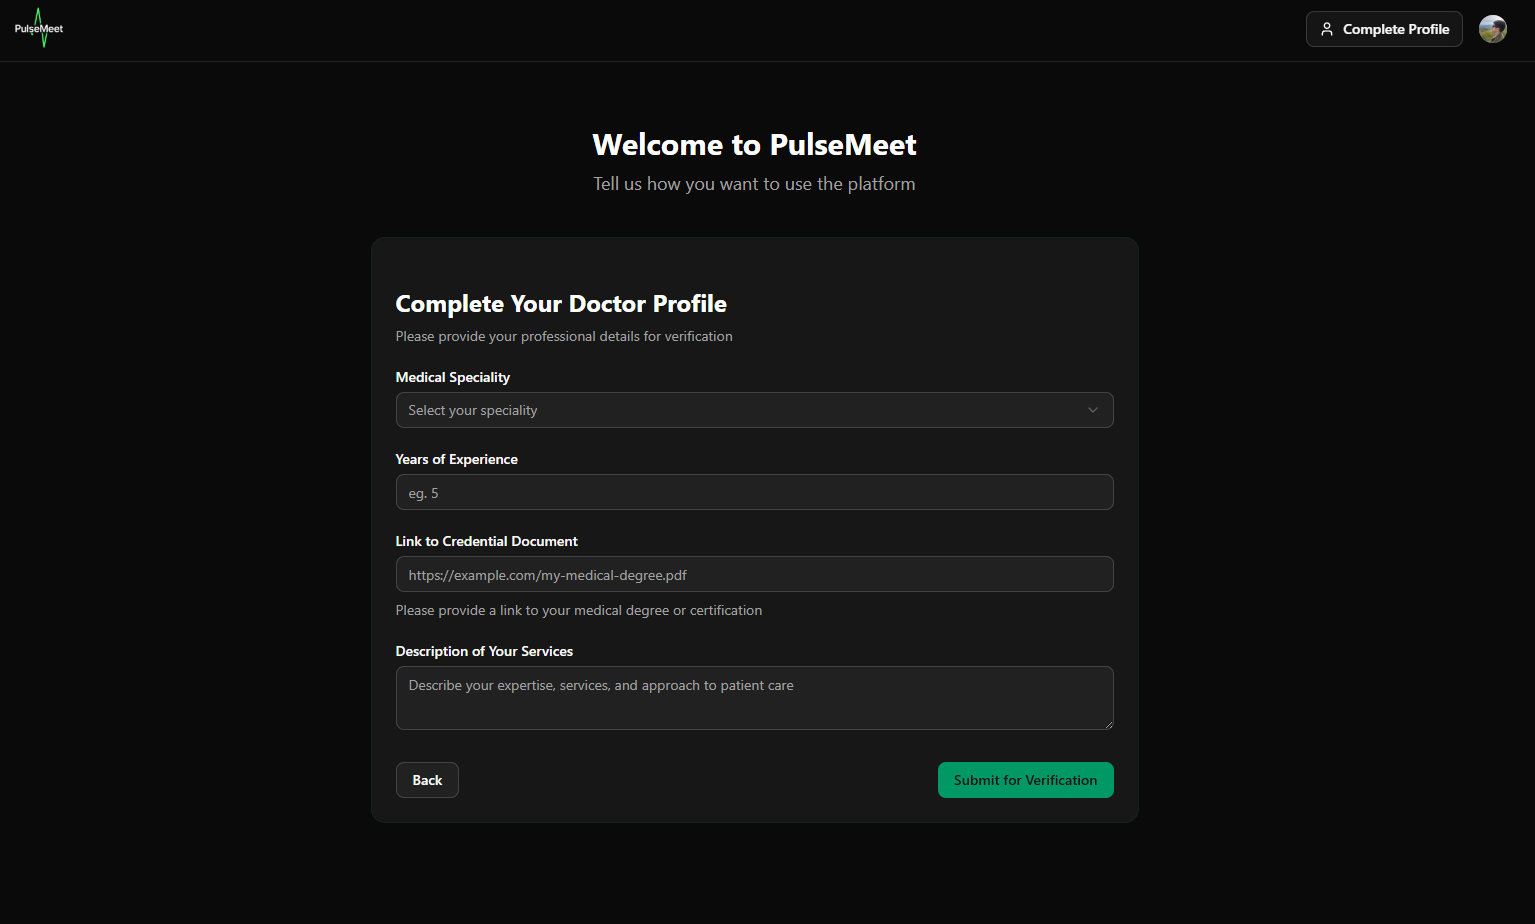 PulseMeet
Complete Profile
Welcome to PulseMeet
Tell us how you want to use the platform
Complete Your Doctor Profile
Please provide your professional details for verification
Medical Speciality
Select your speciality
Years of Experience
eg. 5
Link to Credential Document
https://example.com/my-medical-degree.pdf
Please provide a link to your medical degree or certification
Description of Your Services
Describe your expertise, services, and approach to patient care
Back
Submit for Verification